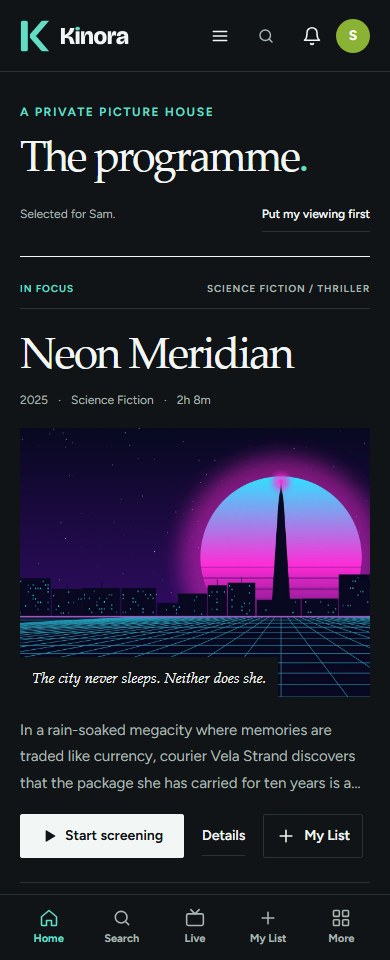 Kinora
S
A PRIVATE PICTURE HOUSE
The programme.
Selected for Sam.
Put my viewing first
IN FOCUS
SCIENCE FICTION / THRILLER
Neon Meridian
2025 · Science Fiction · 2h 8m
The city never sleeps. Neither does she.
In a rain-soaked megacity where memories are
traded like currency, courier Vela Strand discovers
that the package she has carried for ten years is a...
Start screening
Details
My List
Home
Search
Live
My List
More